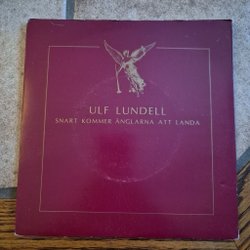 ULF LUNDELL
SNART KOMMER ÄNGLARNA ATT LANDA